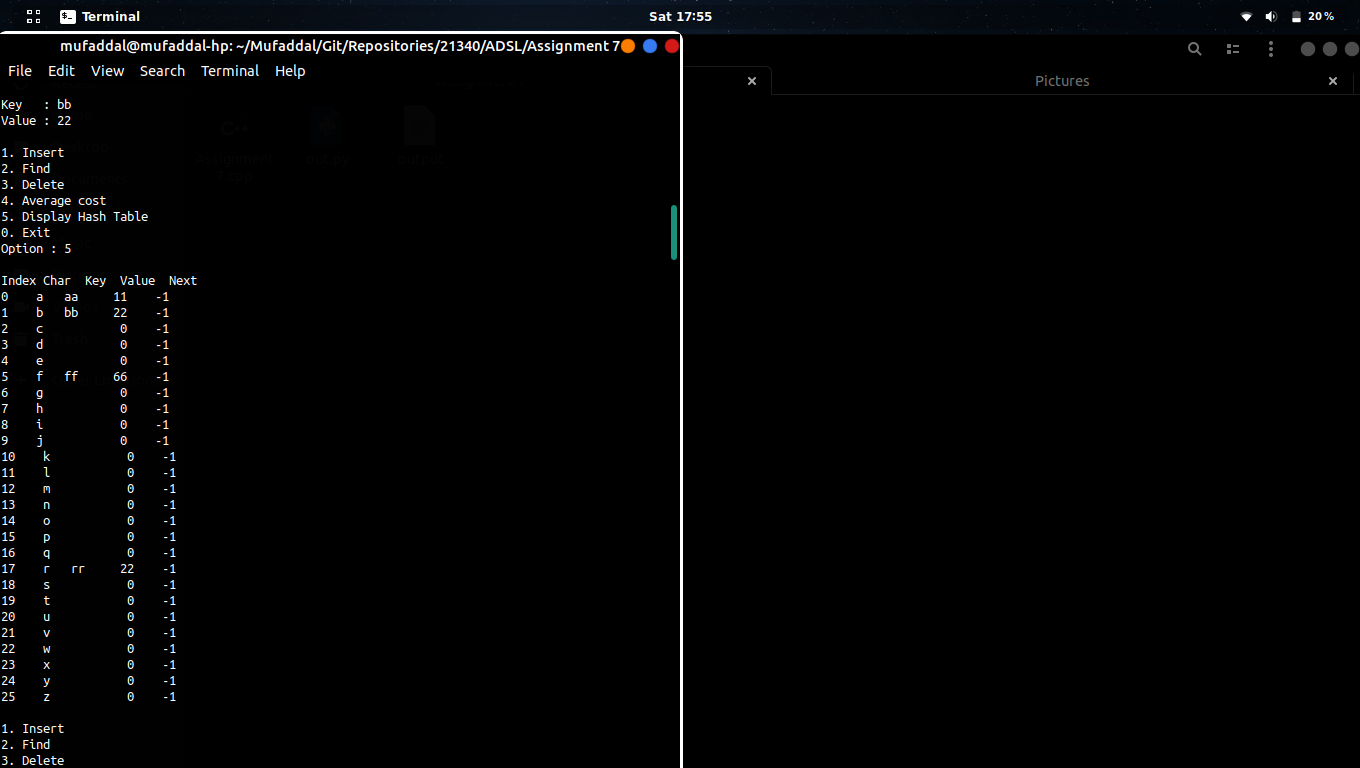 Terminal
Sat 17:55
20 %
mufaddal@mufaddal-hp: ~/Mufaddal/Git/Repositories/21340/ADSL/Assignment 7
File Edit View Search Terminal Help
Pictures
Key   : bb
Value : 22
1. Insert
2. Find
3. Delete
4. Average cost
5. Display Hash Table
0. Exit
Option : 5
Index Char  Key  Value  Next
0    a   aa     11    -1
1    b   bb     22    -1
2    c           0    -1
3    d           0    -1
4    e           0    -1
5    f   ff     66    -1
6    g           0    -1
7    h           0    -1
8    i           0    -1
9    j           0    -1
10    k           0    -1
11    l           0    -1
12    m           0    -1
13    n           0    -1
14    o           0    -1
15    p           0    -1
16    q           0    -1
17    r   rr     22    -1
18    s           0    -1
19    t           0    -1
20    u           0    -1
21    v           0    -1
22    w           0    -1
23    x           0    -1
24    y           0    -1
25    z           0    -1
1. Insert
2. Find
3. Delete